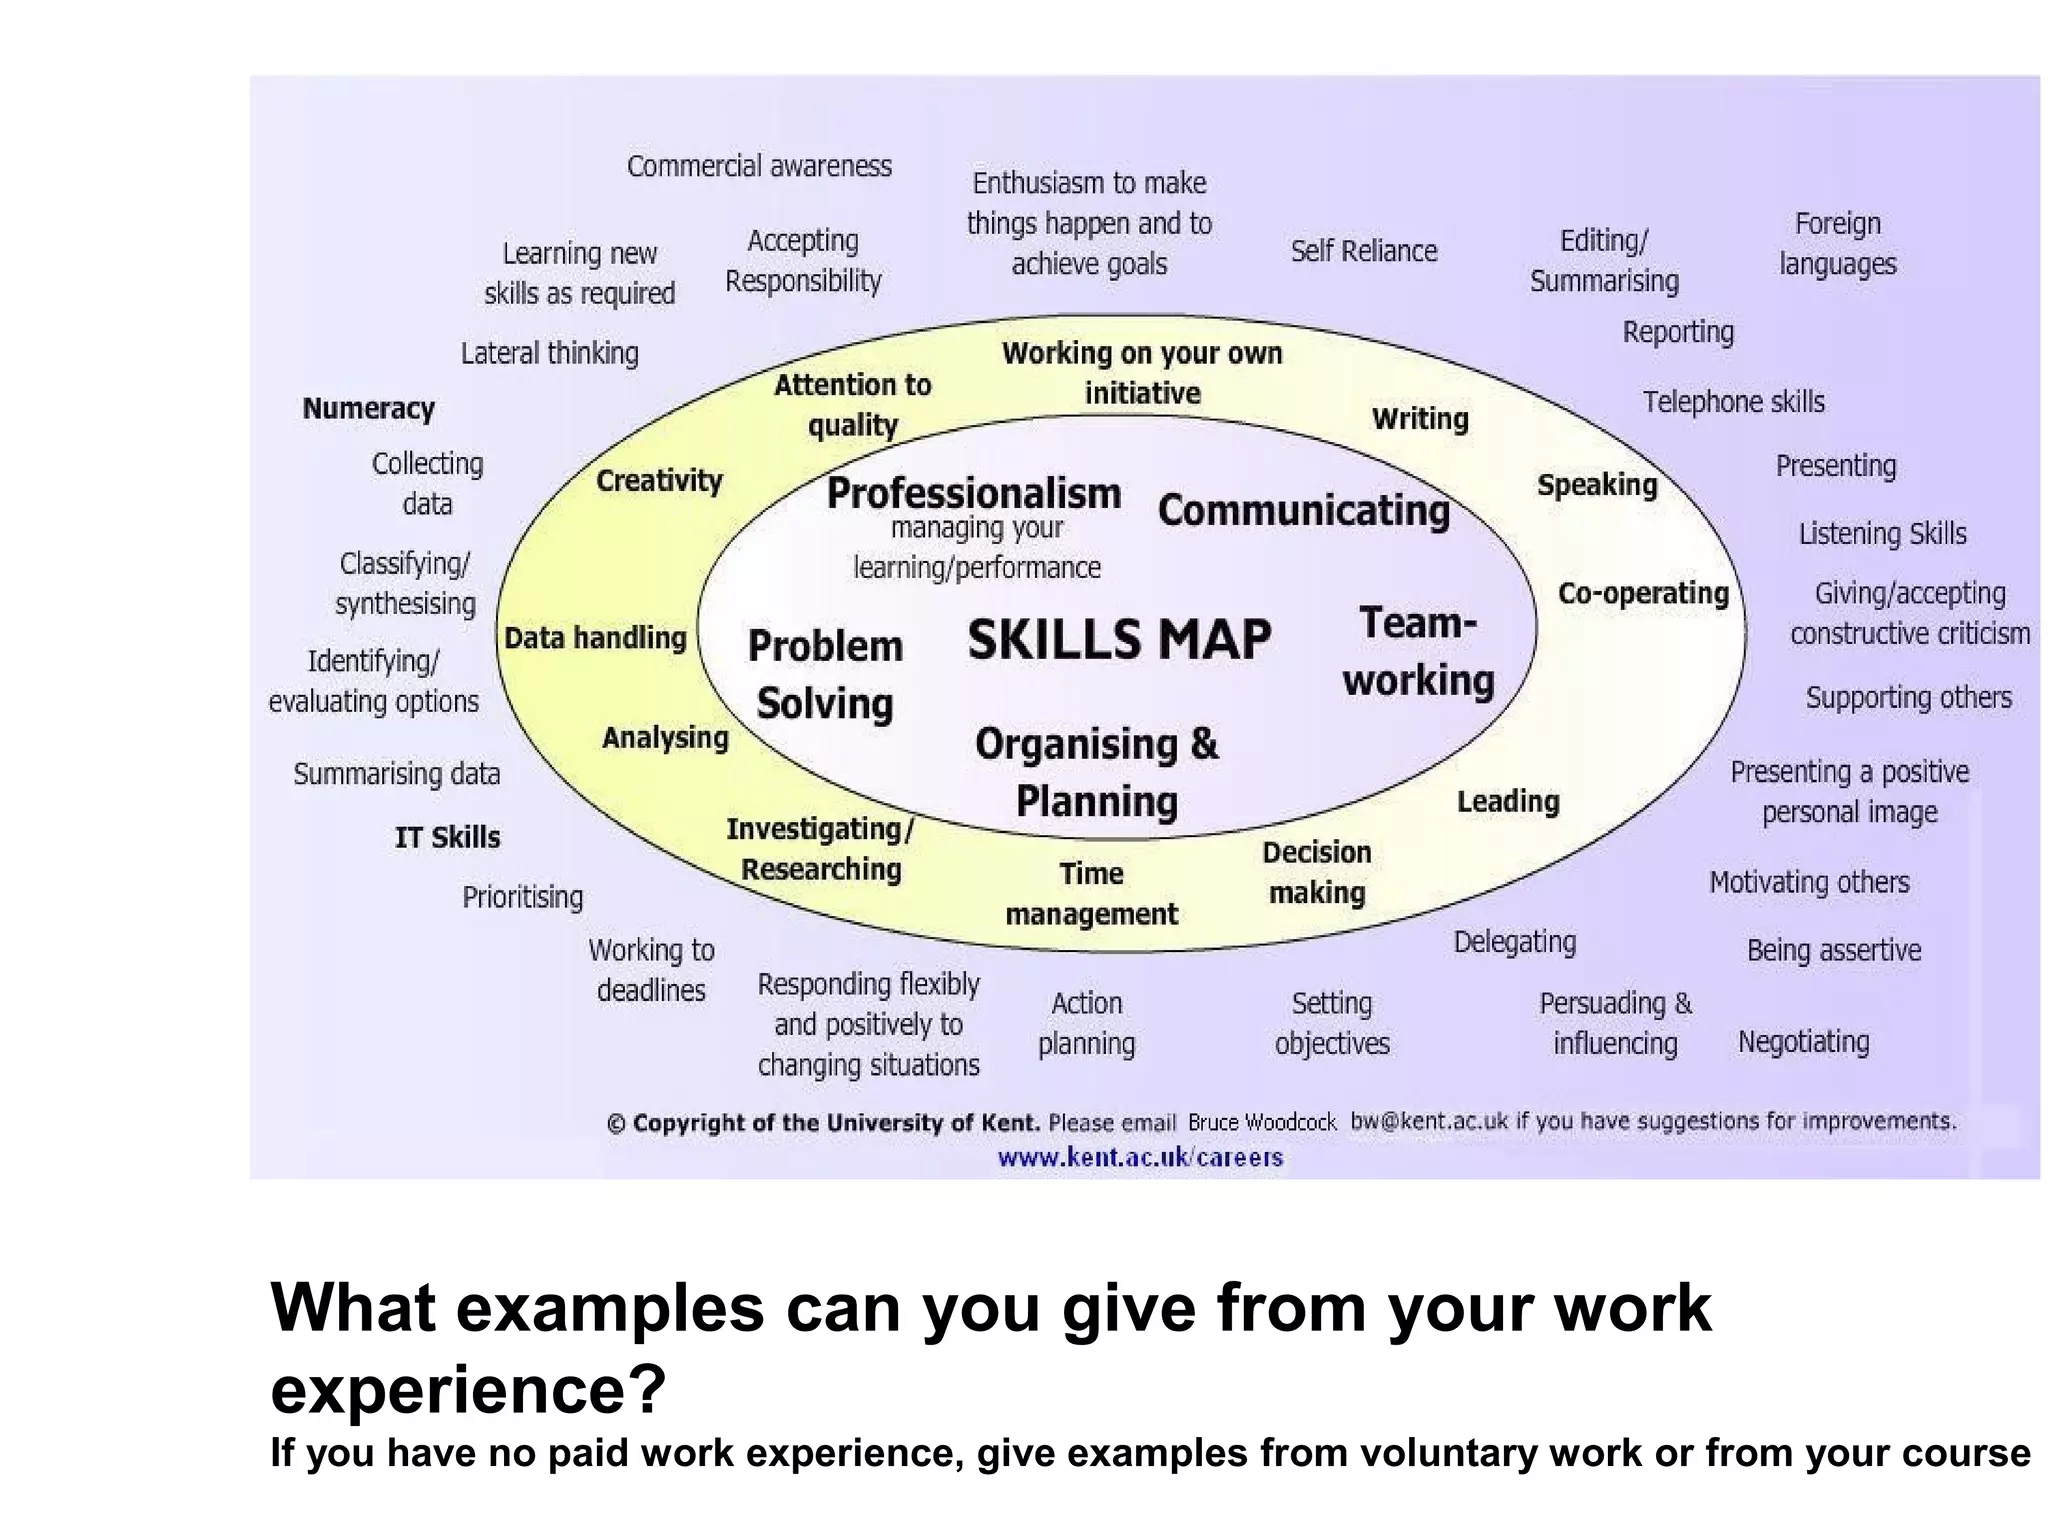 Commercial awareness
Enthusiasm to make
things happen and to
achieve goals
Learning new
skills as required
Accepting
Responsibility
Self Reliance
Editing/
Summarising
Foreign
languages
Reporting
Lateral thinking
Numeracy
Telephone skills
Collecting
data
Presenting
Classifying/
synthesising
Listening Skills
Identifying/
evaluating options
Giving/accepting
constructive criticism
Summarising data
Supporting others
IT Skills
Presenting a positive
personal image
Prioritising
Motivating others
Working to
deadlines
Responding flexibly
and positively to
changing situations
Action
planning
Setting
objectives
Delegating
Persuading &
influencing
Being assertive
Negotiating
Working on your own
initiative
Attention to
quality
Writing
Creativity
Speaking
Data handling
Co-operating
Analysing
Leading
Investigating/
Researching
Time
management
Decision
making
Professionalism
managing your
learning/performance
Communicating
SKILLS MAP
Problem
Solving
Team-
working
Organising &
Planning
© Copyright of the University of Kent. Please email Bruce Woodcock bw@kent.ac.uk if you have suggestions for improvements.
www.kent.ac.uk/careers
What examples can you give from your work
experience?
If you have no paid work experience, give examples from voluntary work or from your course